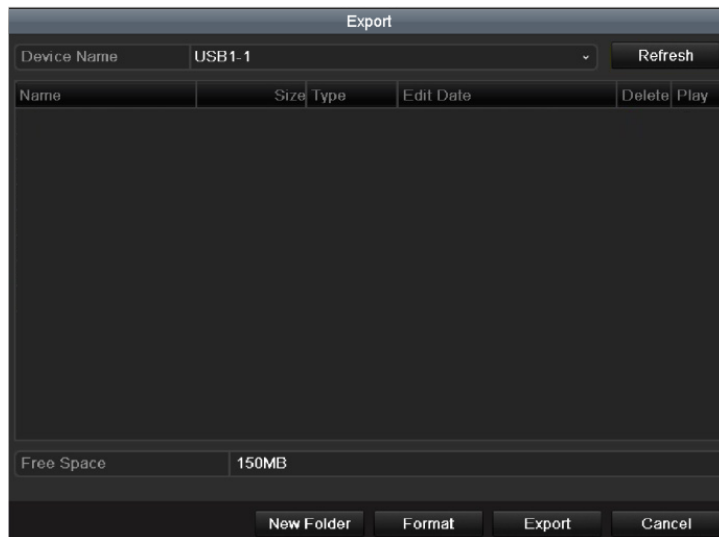 Export
Device Name USB1-1 Refresh
Name Size Type Edit Date Delete Play
Free Space 150MB
New Folder Format Export Cancel